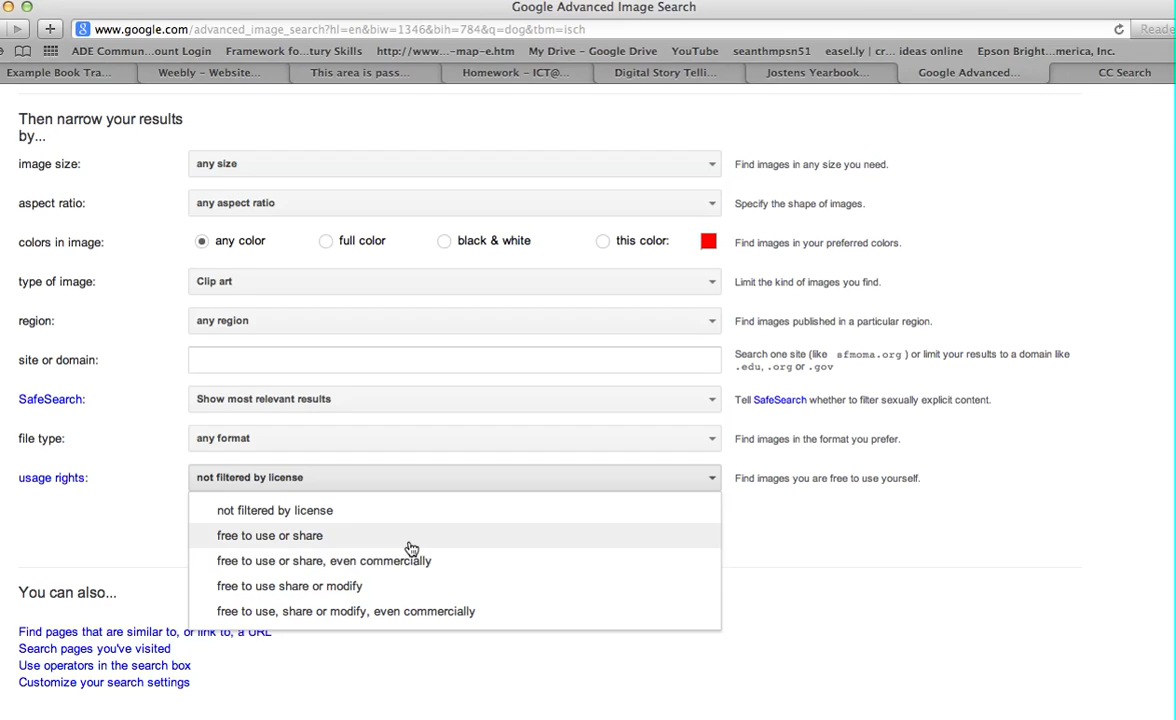 Google Advanced Image Search
www.google.com/advanced_image_search?hl=en&biw=1346&bih=784&q=dog&tbm=isch
Reade
ADE Commun...ount Login Framework fo...tury Skills http://www...-map-e.htm My Drive - Google Drive YouTube seanthmpsn51 easel.ly | cr... ideas online Epson Bright...merica, Inc.
Example Book Tra... Weebly - Website... This area is pass... Homework - ICT@... Digital Story Telli... Jostens Yearbook... Google Advanced... CC Search
Then narrow your results
by...
image size: any size Find images in any size you need.
aspect ratio: any aspect ratio Specify the shape of images.
colors in image: any color full color black & white this color: Find images in your preferred colors.
type of image: Clip art Limit the kind of images you find.
region: any region Find images published in a particular region.
site or domain: Search one site (like sfmoma.org ) or limit your results to a domain like
.edu, .org or .gov
SafeSearch: Show most relevant results Tell SafeSearch whether to filter sexually explicit content.
file type: any format Find images in the format you prefer.
usage rights: not filtered by license Find images you are free to use yourself.
not filtered by license
free to use or share
free to use or share, even commercially
free to use share or modify
free to use, share or modify, even commercially
You can also...
Find pages that are similar to, or link to, a URL
Search pages you've visited
Use operators in the search box
Customize your search settings